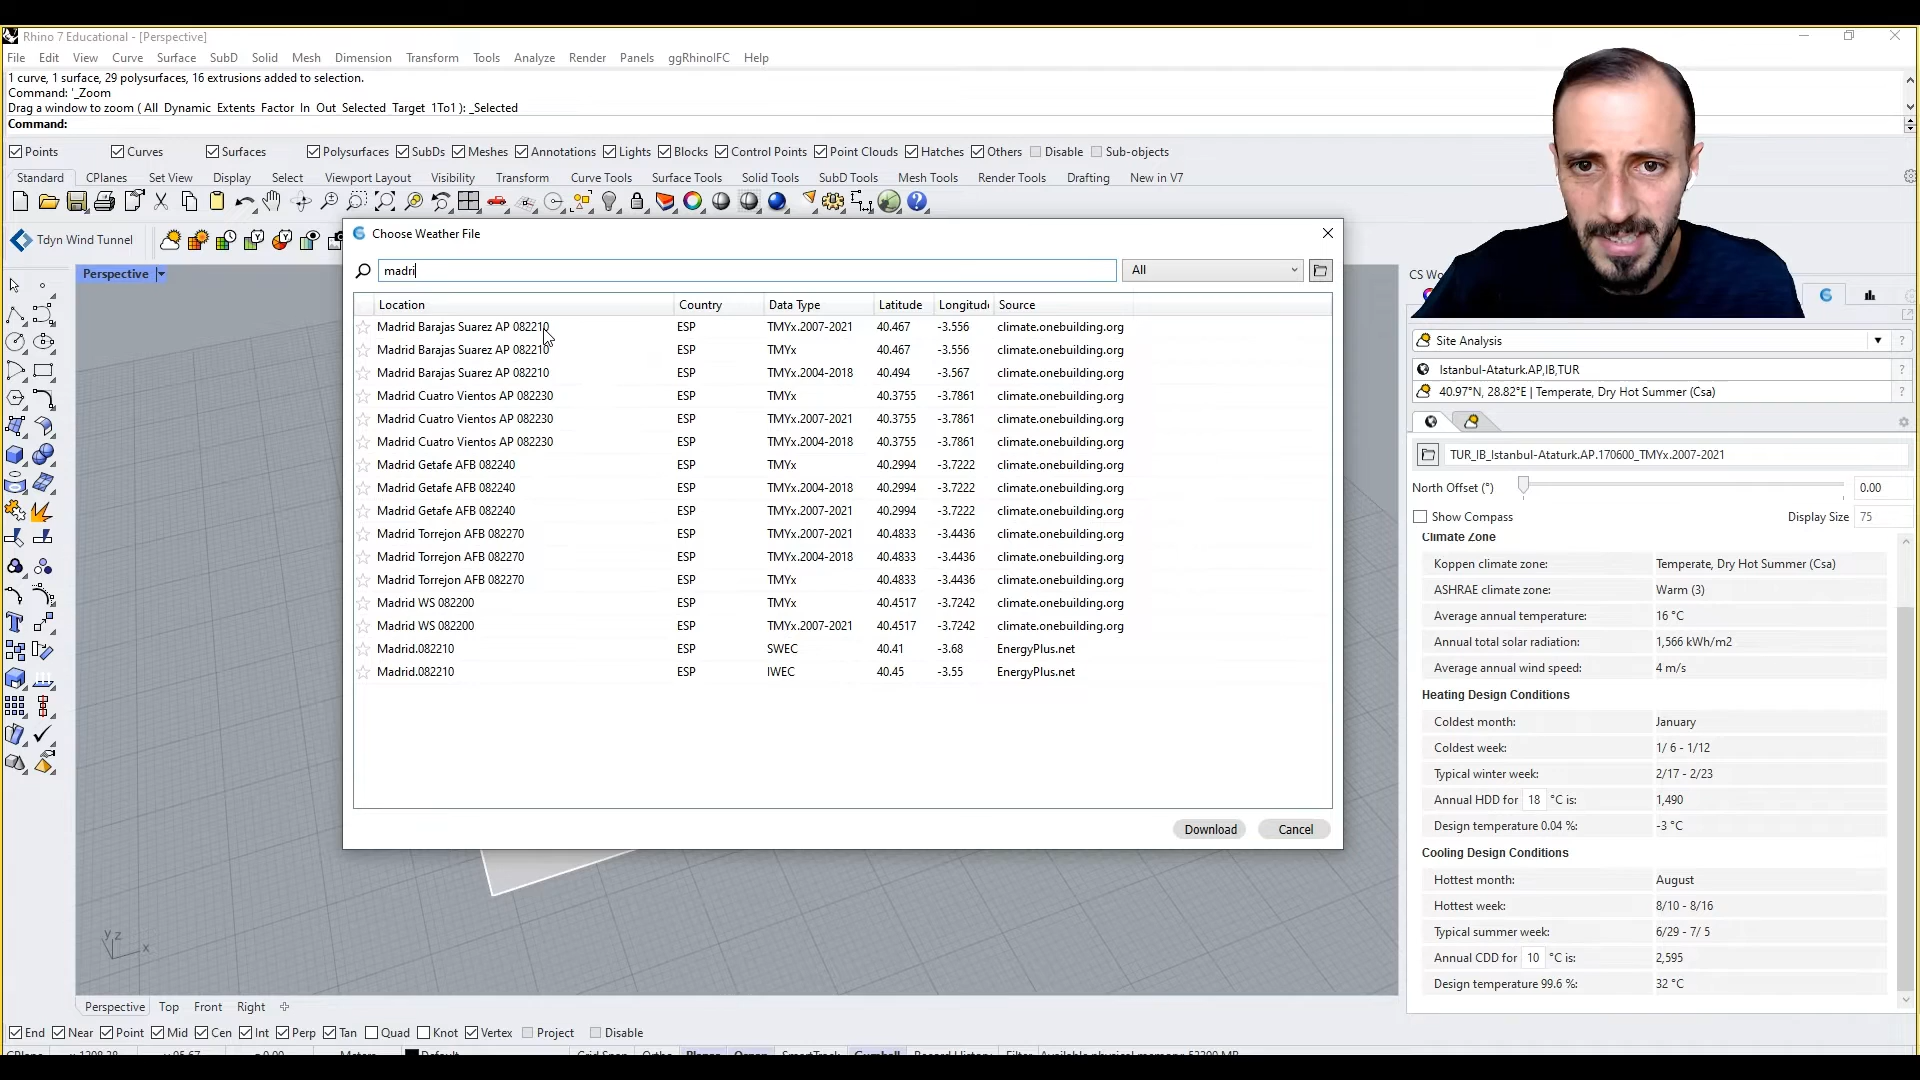 Rhino 7 Educational - [Perspective]
File Edit View Curve Surface SubD Solid Mesh Dimension Transform Tools Analyze Render Panels ggRhinoIFC Help
1 curve, 1 surface, 29 polysurfaces, 16 extrusions added to selection.
Command: '_Zoom
Drag a window to zoom ( All Dynamic Extents Factor In Out Selected Target 1To1 ): _Selected
Command:
Points Curves Surfaces Polysurfaces SubDs Meshes Annotations Lights Blocks Control Points Point Clouds Hatches Others Disable Sub-objects
Standard CPlanes Set View Display Select Viewport Layout Visibility Transform Curve Tools Surface Tools Solid Tools SubD Tools Mesh Tools Render Tools Drafting New in V7
Tdyn Wind Tunnel
Perspective
Choose Weather File
madri
All
Location Country Data Type Latitude Longitude Source
Madrid Barajas Suarez AP 082210 ESP TMYx.2007-2021 40.467 -3.556 climate.onebuilding.org
Madrid Barajas Suarez AP 082210 ESP TMYx 40.467 -3.556 climate.onebuilding.org
Madrid Barajas Suarez AP 082210 ESP TMYx.2004-2018 40.494 -3.567 climate.onebuilding.org
Madrid Cuatro Vientos AP 082230 ESP TMYx 40.3755 -3.7861 climate.onebuilding.org
Madrid Cuatro Vientos AP 082230 ESP TMYx.2007-2021 40.3755 -3.7861 climate.onebuilding.org
Madrid Cuatro Vientos AP 082230 ESP TMYx.2004-2018 40.3755 -3.7861 climate.onebuilding.org
Madrid Getafe AFB 082240 ESP TMYx 40.2994 -3.7222 climate.onebuilding.org
Madrid Getafe AFB 082240 ESP TMYx.2004-2018 40.2994 -3.7222 climate.onebuilding.org
Madrid Getafe AFB 082240 ESP TMYx.2007-2021 40.2994 -3.7222 climate.onebuilding.org
Madrid Torrejon AFB 082270 ESP TMYx.2007-2021 40.4833 -3.4436 climate.onebuilding.org
Madrid Torrejon AFB 082270 ESP TMYx.2004-2018 40.4833 -3.4436 climate.onebuilding.org
Madrid Torrejon AFB 082270 ESP TMYx 40.4833 -3.4436 climate.onebuilding.org
Madrid WS 082200 ESP TMYx 40.4517 -3.7242 climate.onebuilding.org
Madrid WS 082200 ESP TMYx.2007-2021 40.4517 -3.7242 climate.onebuilding.org
Madrid.082210 ESP SWEC 40.41 -3.68 EnergyPlus.net
Madrid.082210 ESP IWEC 40.45 -3.55 EnergyPlus.net
Download Cancel
CS Wo
Site Analysis
Istanbul-Ataturk.AP,IB,TUR
40.97°N, 28.82°E | Temperate, Dry Hot Summer (Csa)
TUR_IB_Istanbul-Ataturk.AP.170600_TMYx.2007-2021
North Offset (°) 0.00
Show Compass Display Size 75
Climate Zone
Koppen climate zone: Temperate, Dry Hot Summer (Csa)
ASHRAE climate zone: Warm (3)
Average annual temperature: 16 °C
Annual total solar radiation: 1,566 kWh/m2
Average annual wind speed: 4 m/s
Heating Design Conditions
Coldest month: January
Coldest week: 1/ 6 - 1/12
Typical winter week: 2/17 - 2/23
Annual HDD for 18 °C is: 1,490
Design temperature 0.04 %: -3 °C
Cooling Design Conditions
Hottest month: August
Hottest week: 8/10 - 8/16
Typical summer week: 6/29 - 7/ 5
Annual CDD for 10 °C is: 2,595
Design temperature 99.6 %: 32 °C
y z x
Perspective Top Front Right
End Near Point Mid Cen Int Perp Tan Quad Knot Vertex Project Disable